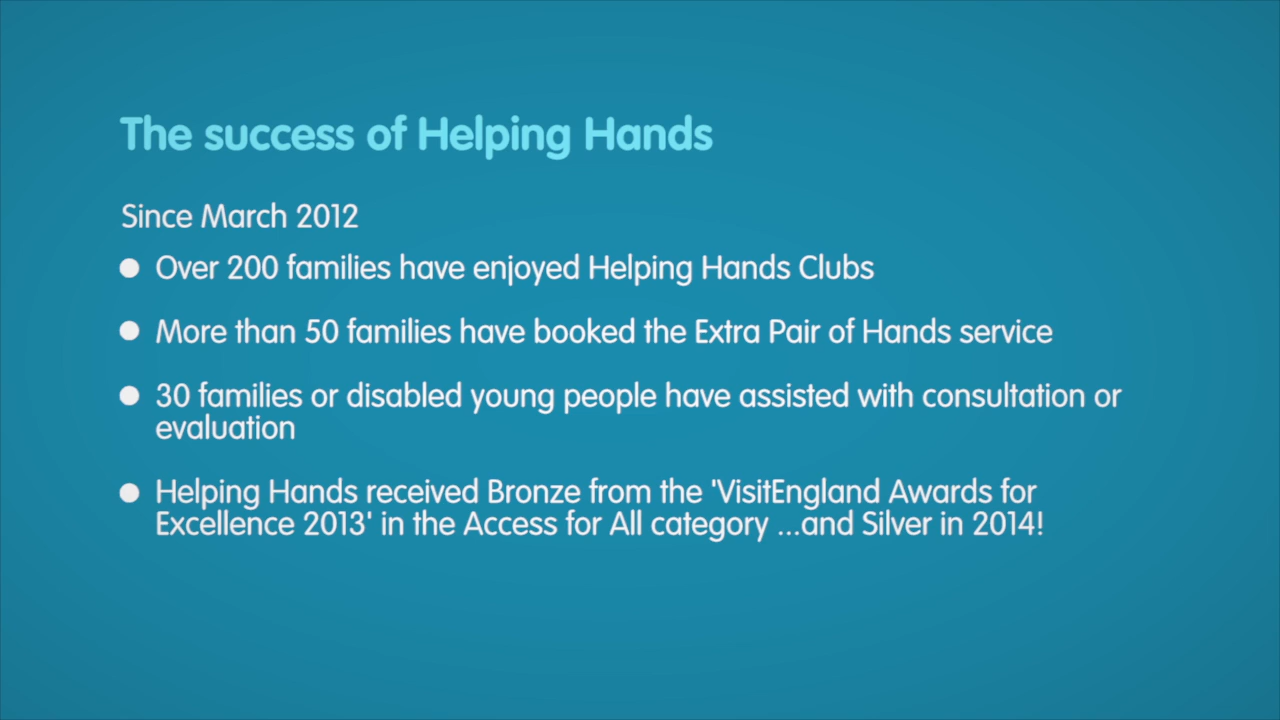 The success of Helping Hands
Since March 2012
● Over 200 families have enjoyed Helping Hands Clubs
● More than 50 families have booked the Extra Pair of Hands service
● 30 families or disabled young people have assisted with consultation or
evaluation
● Helping Hands received Bronze from the 'VisitEngland Awards for
Excellence 2013' in the Access for All category ...and Silver in 2014!